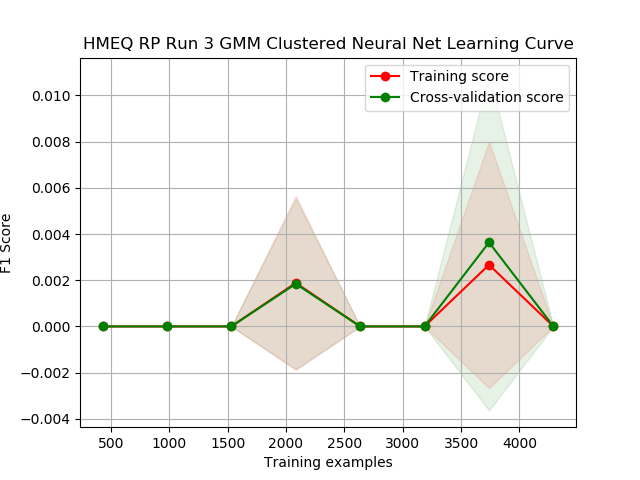 HMEQ RP Run 3 GMM Clustered Neural Net Learning Curve
Training score
Cross-validation score
0.010
0.008
0.006
0.004
0.002
0.000
−0.002
−0.004
F1 Score
500 1000 1500 2000 2500 3000 3500 4000
Training examples